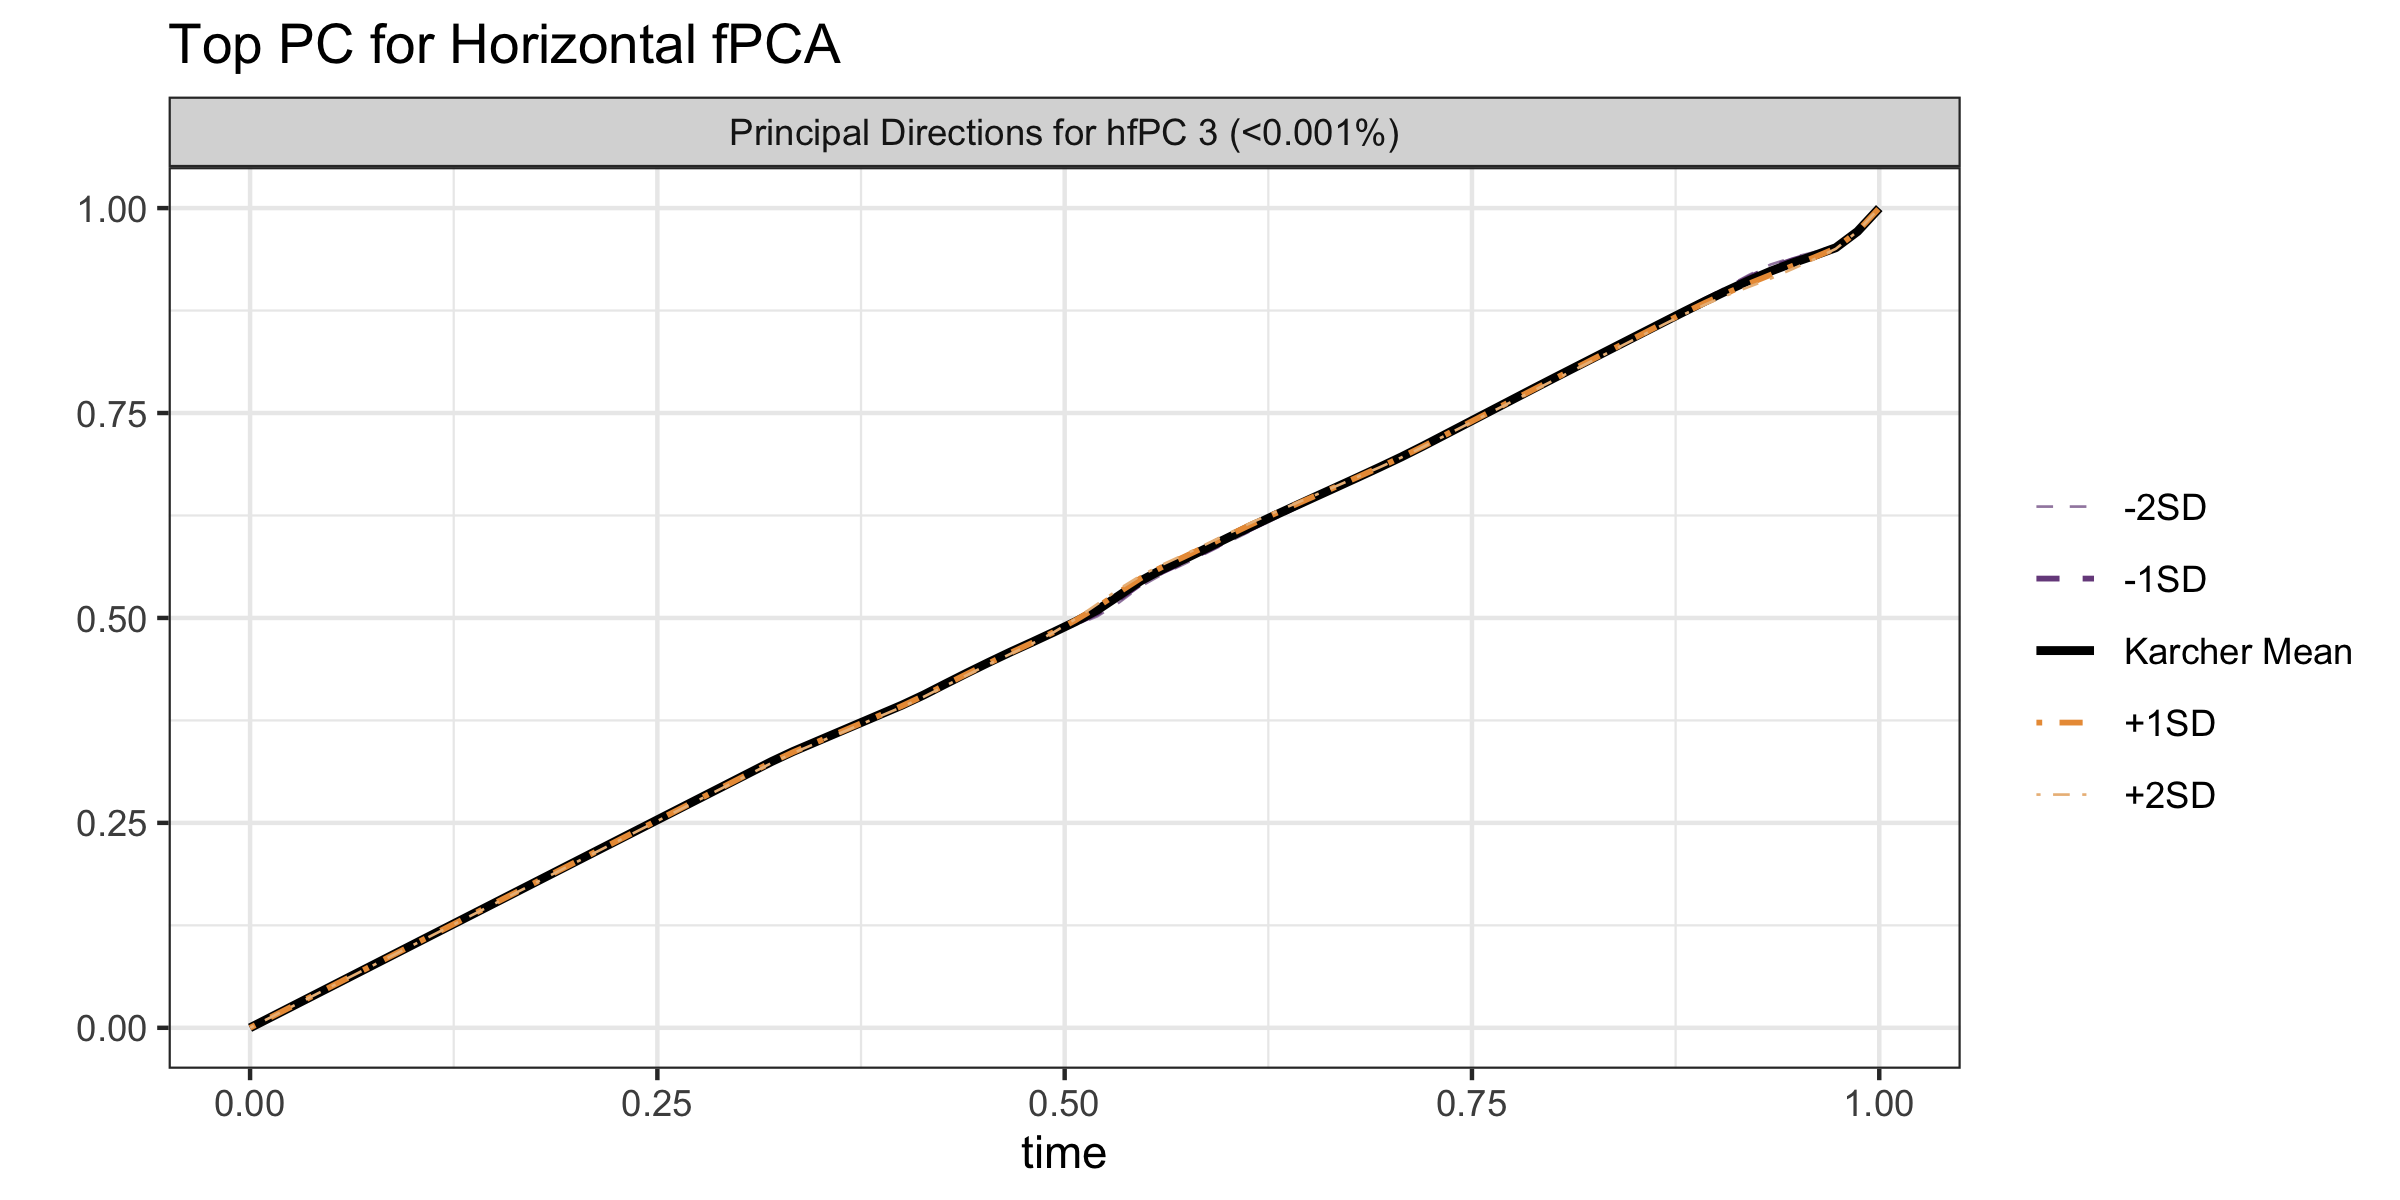 Top PC for Horizontal fPCA
Principal Directions for hfPC 3 (<0.001%)
1.00
0.75
0.50
0.25
0.00
0.00 0.25 0.50 0.75 1.00
time
-2SD
-1SD
Karcher Mean
+1SD
+2SD